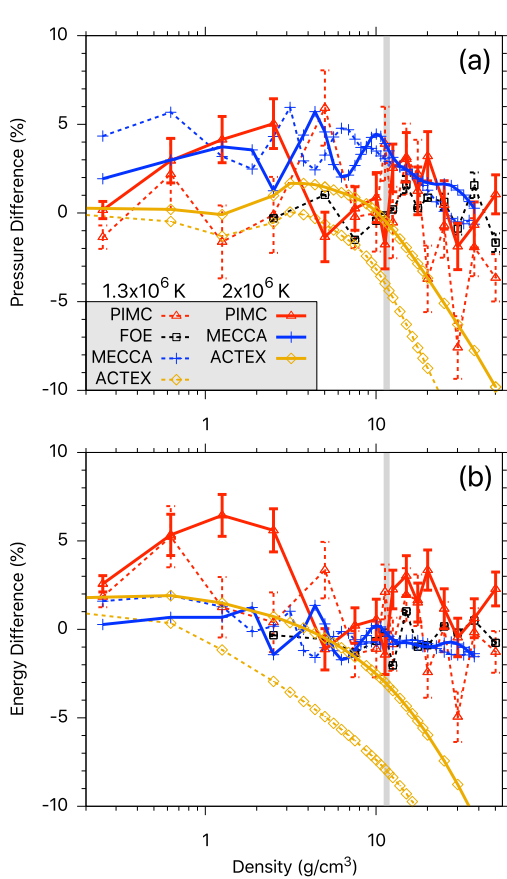 10
(a)
5
0
−5
−10
Pressure Difference (%)
1.3x10⁶ K 2x10⁶ K
PIMC PIMC
FOE MECCA
MECCA ACTEX
ACTEX
1 10
10
(b)
5
0
−5
−10
Energy Difference (%)
1 10
Density (g/cm³)